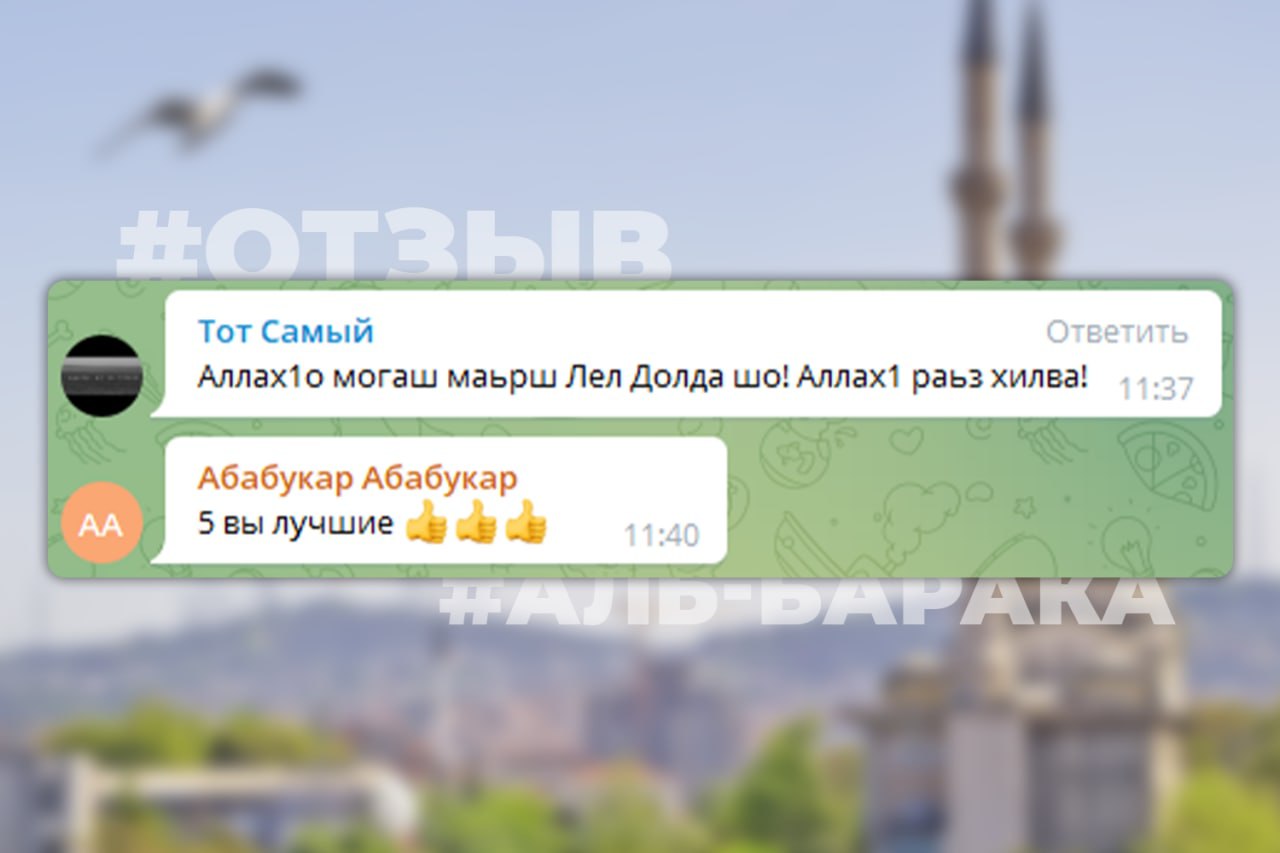 #ОТЗЫВ
Тот Самый
Ответить
Аллах1о могаш маьрш Лел Долда шо! Аллах1 раьз хилва!
11:37
Абабукар Абабукар
АА
5 вы лучшие 👍👍👍
11:40
#АЛЬ-БАРАКА